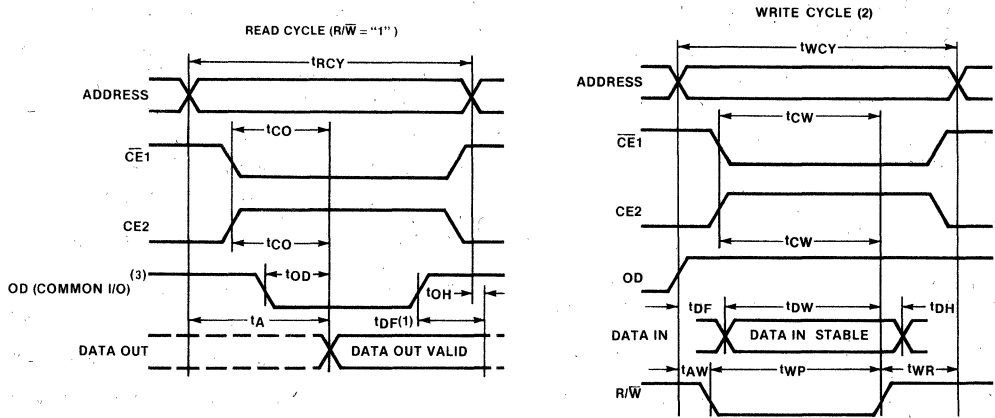 READ CYCLE (R/W̅ = “1” )
tRCY
ADDRESS
tCO
C̅E̅1
CE2
tCO
(3)
OD (COMMON I/O)
tOD
tOH
tA
tDF(1)
DATA OUT
DATA OUT VALID
WRITE CYCLE (2)
tWCY
ADDRESS
tCW
C̅E̅1
CE2
tCW
OD
tDF
tDW
tDH
DATA IN
DATA IN STABLE
tAW
tWP
tWR
R/W̅